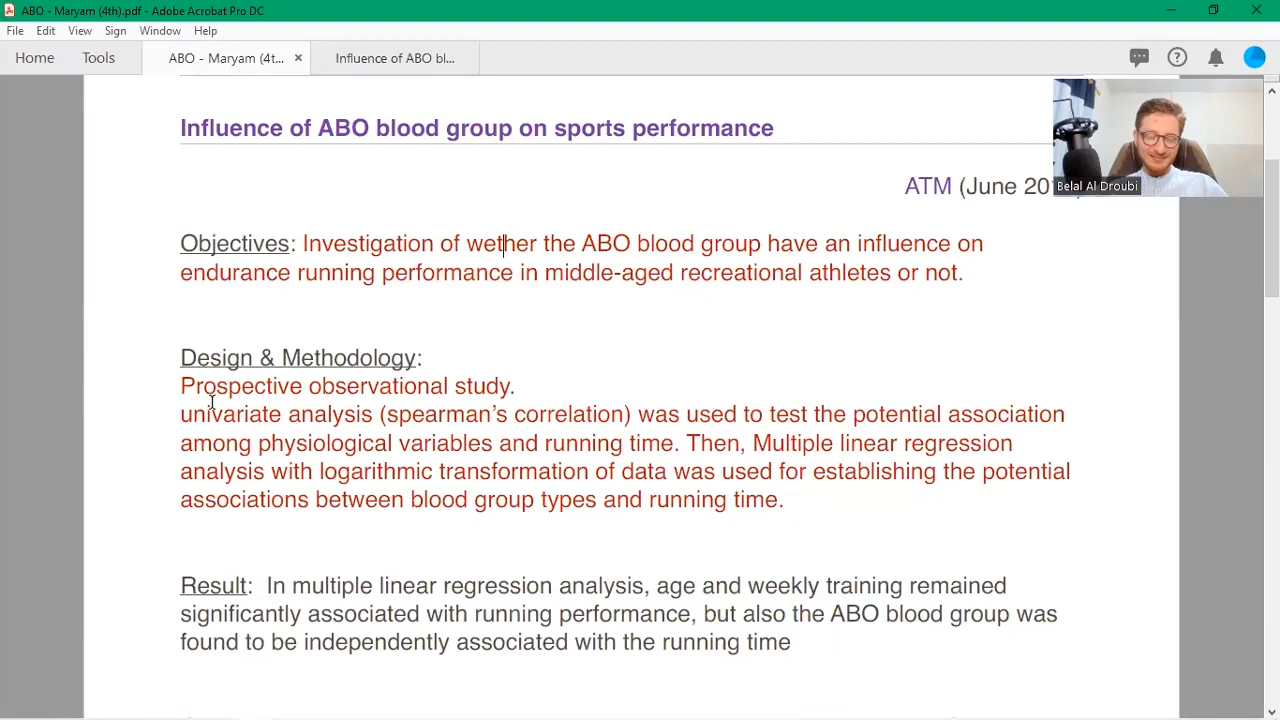 ABO - Maryam (4th).pdf - Adobe Acrobat Pro DC
File Edit View Sign Window Help
Home Tools ABO - Maryam (4t... × Influence of ABO bl...
Influence of ABO blood group on sports performance
ATM (June 20
Belal Al Droubi
Objectives: Investigation of wether the ABO blood group have an influence on
endurance running performance in middle-aged recreational athletes or not.
Design & Methodology:
Prospective observational study.
univariate analysis (spearman’s correlation) was used to test the potential association
among physiological variables and running time. Then, Multiple linear regression
analysis with logarithmic transformation of data was used for establishing the potential
associations between blood group types and running time.
Result: In multiple linear regression analysis, age and weekly training remained
significantly associated with running performance, but also the ABO blood group was
found to be independently associated with the running time